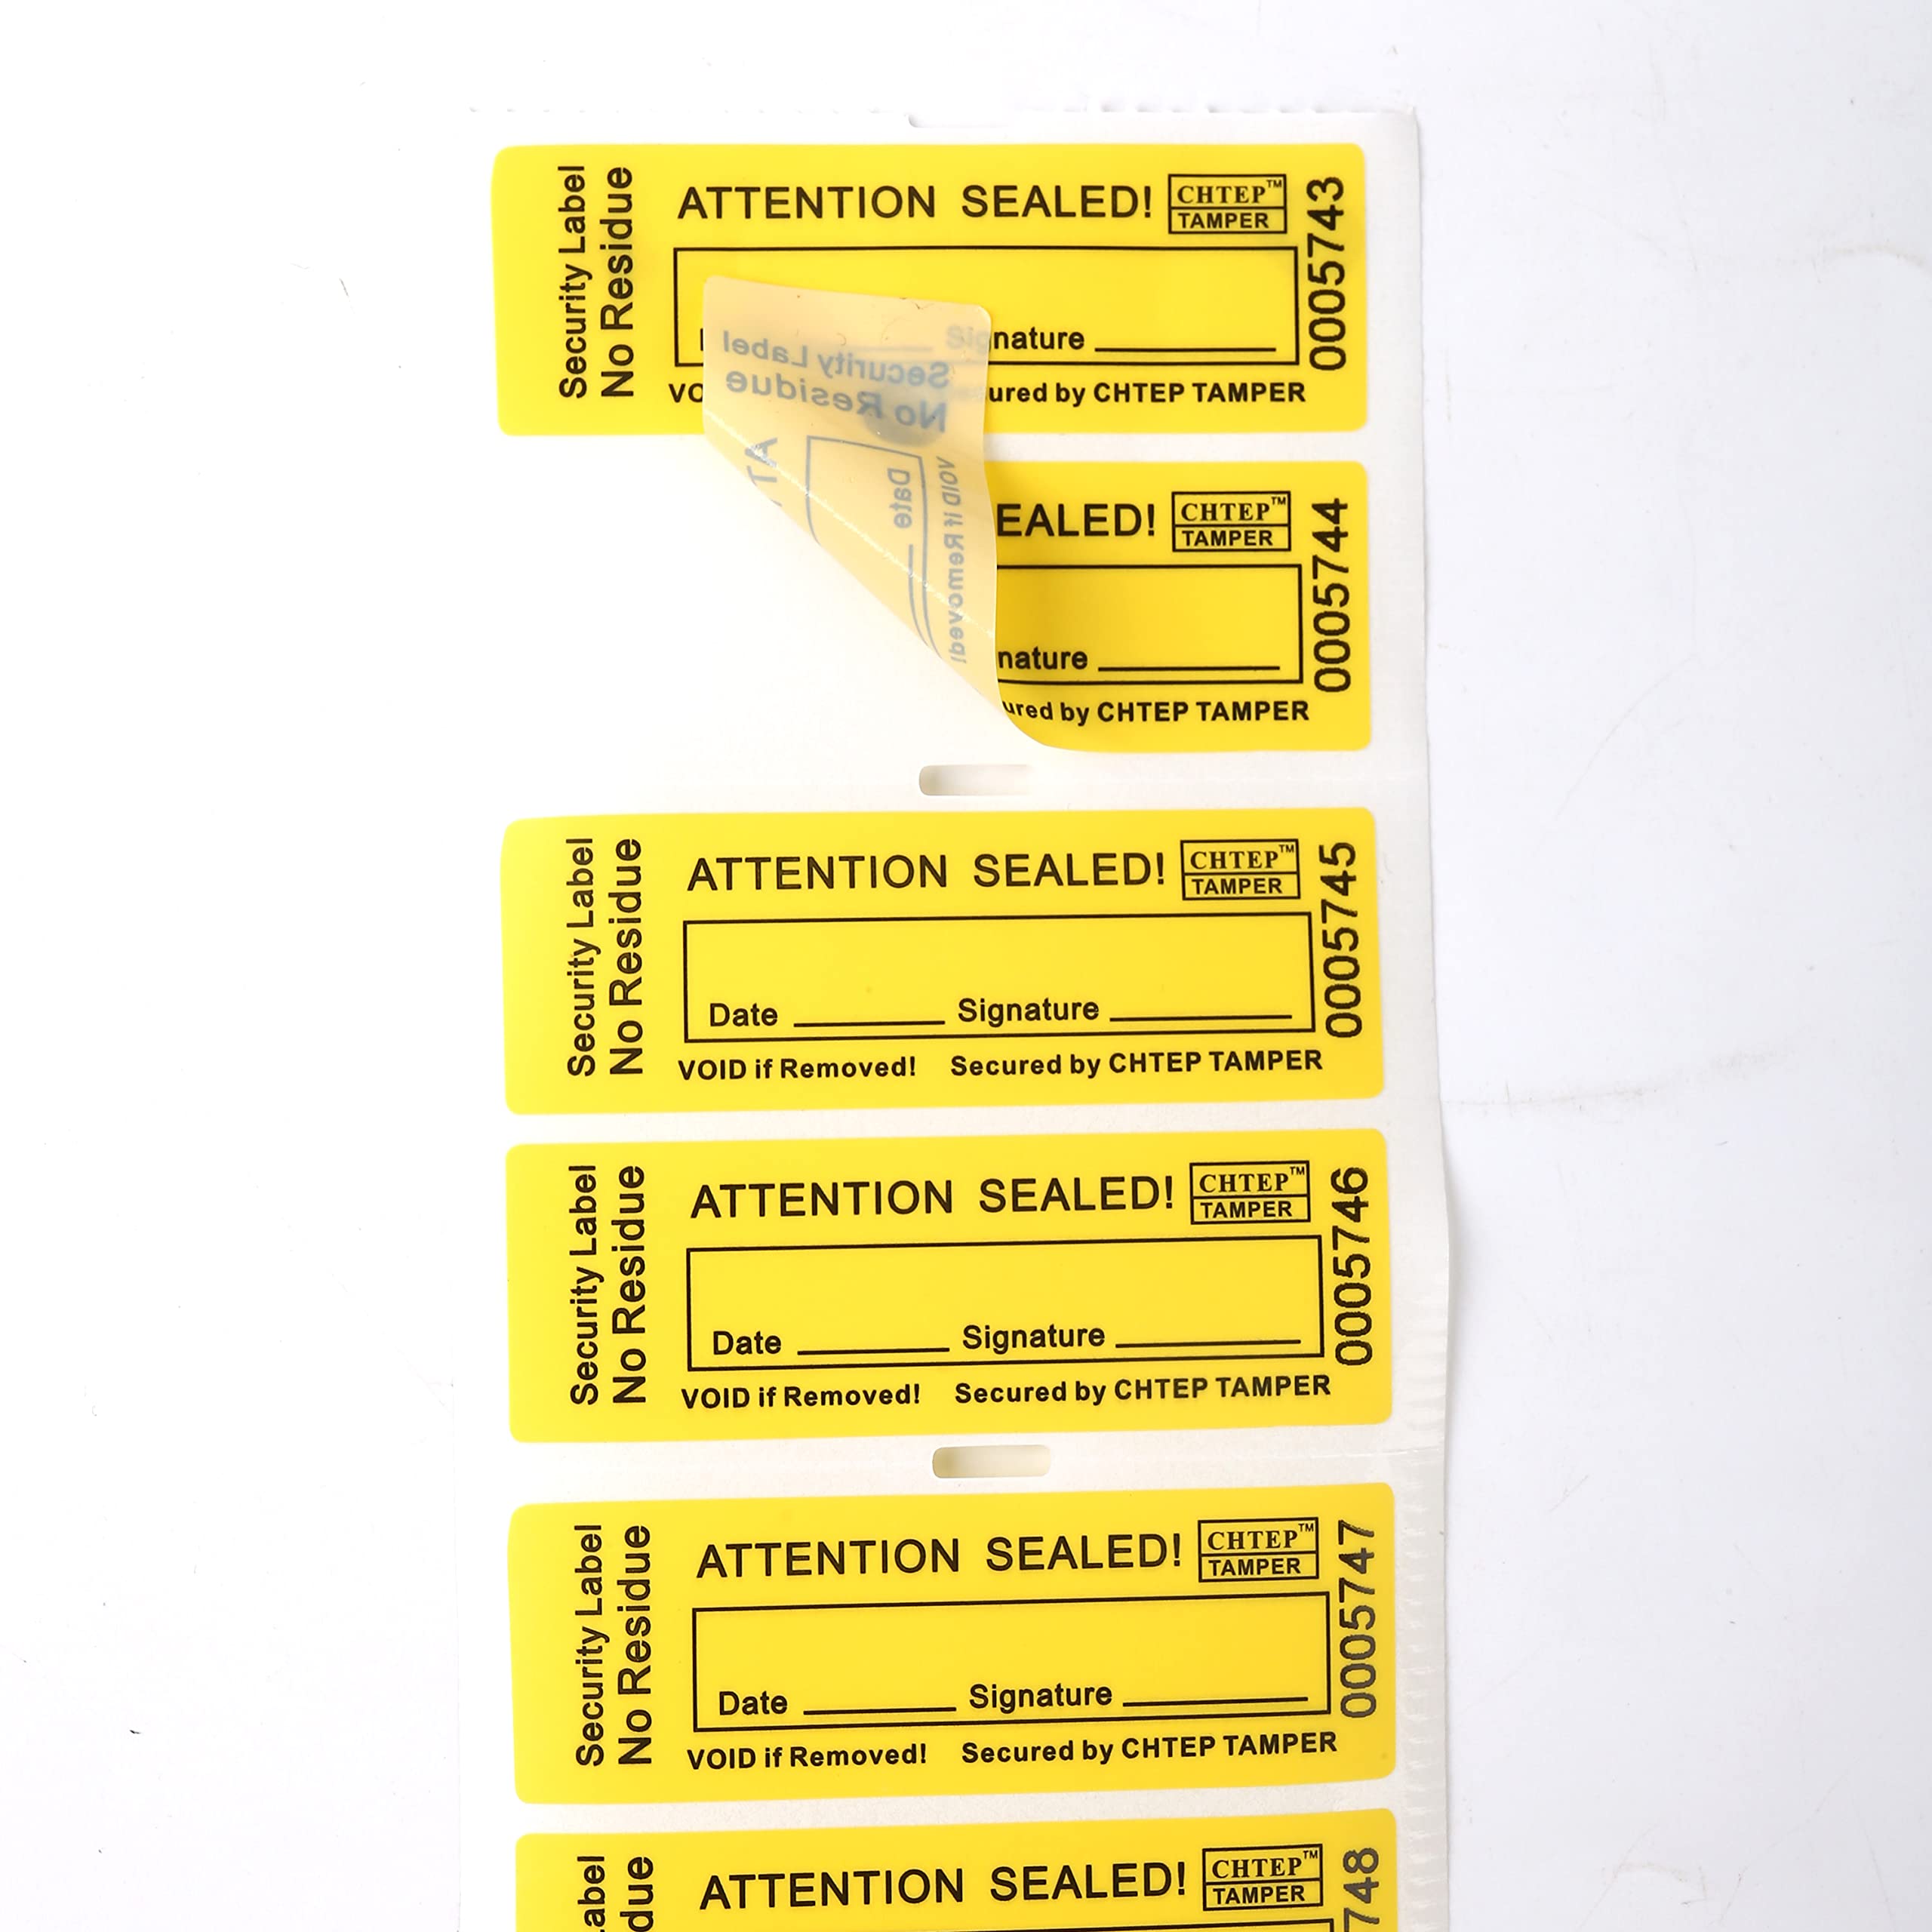 Security Label
No Residue
ATTENTION SEALED!
CHTEP™
TAMPER
Signature
ured by CHTEP TAMPER
0005743
Security Label
No Residue
Date
VOID if Removed!
EALED!
CHTEP™
TAMPER
nature
ured by CHTEP TAMPER
0005744
Security Label
No Residue
ATTENTION SEALED!
CHTEP™
TAMPER
Date Signature
VOID if Removed! Secured by CHTEP TAMPER
0005745
Security Label
No Residue
ATTENTION SEALED!
CHTEP™
TAMPER
Date Signature
VOID if Removed! Secured by CHTEP TAMPER
0005746
Security Label
No Residue
ATTENTION SEALED!
CHTEP™
TAMPER
Date Signature
VOID if Removed! Secured by CHTEP TAMPER
0005747
abel
due
ATTENTION SEALED!
CHTEP™
TAMPER
748